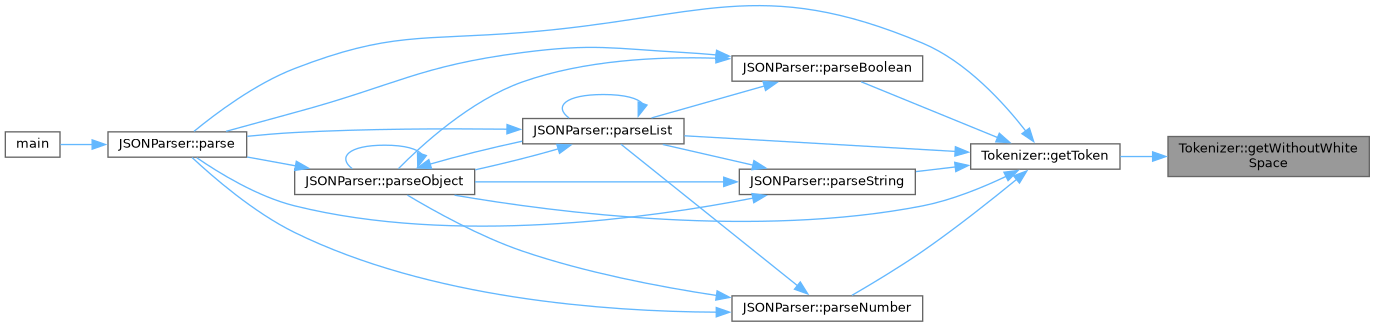 main
JSONParser::parse
JSONParser::parseObject
JSONParser::parseList
JSONParser::parseBoolean
JSONParser::parseString
JSONParser::parseNumber
Tokenizer::getToken
Tokenizer::getWithoutWhite
Space